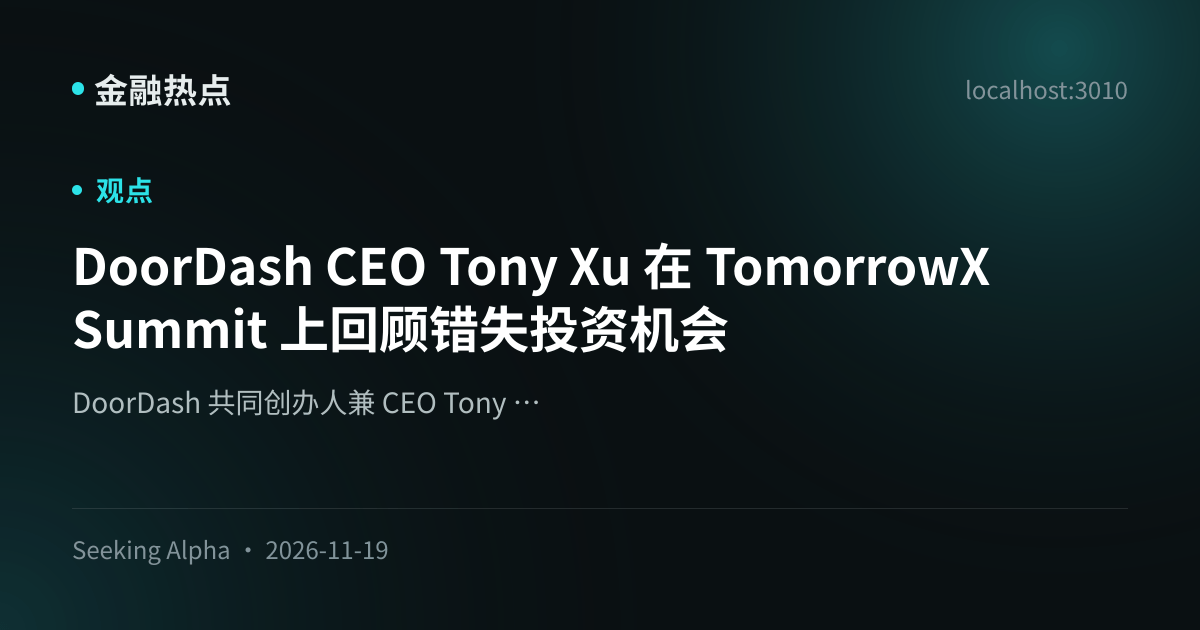 金融热点
localhost:3010
观点
DoorDash CEO Tony Xu 在 TomorrowX
Summit 上回顾错失投资机会
DoorDash 共同创办人兼 CEO Tony ⋯
Seeking Alpha • 2026-11-19